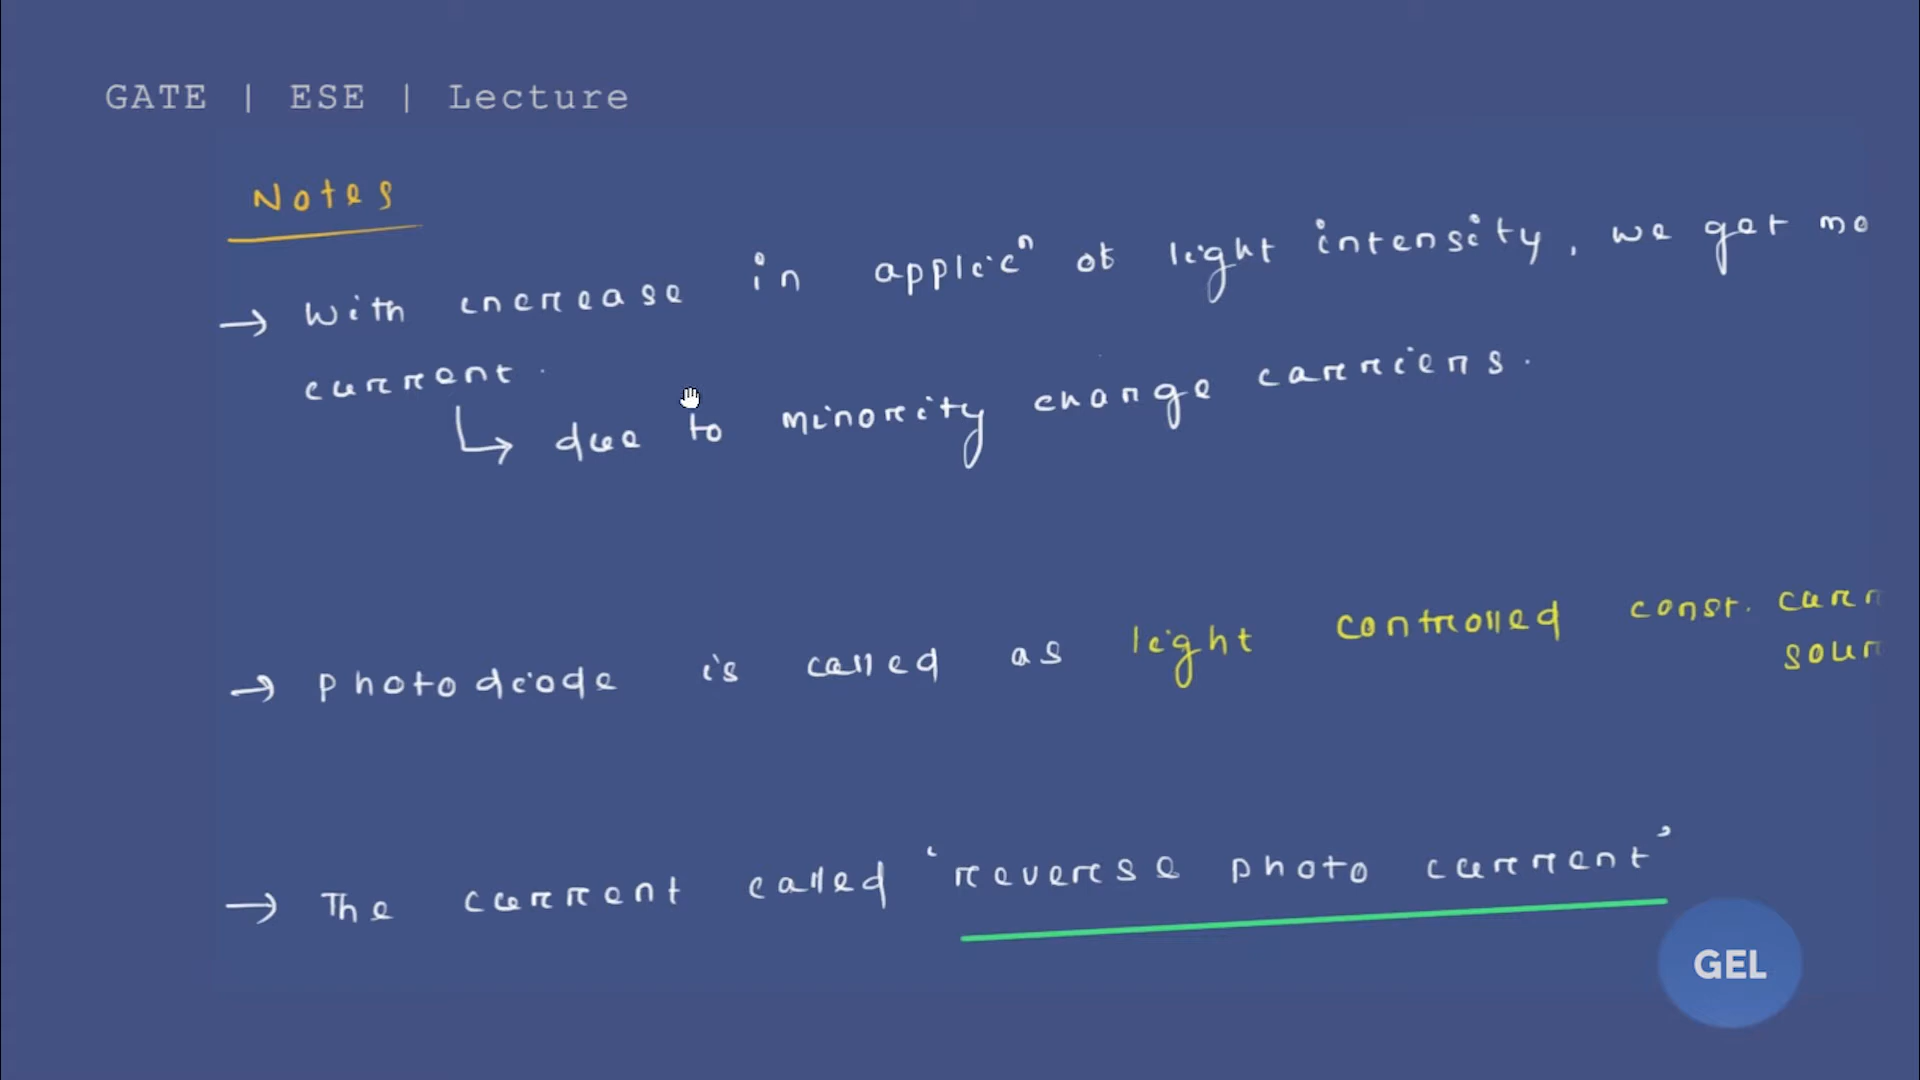 GATE | ESE | Lecture
Notes
→ With increase in applicⁿ of light intensity, we get mo
current.
↳ due to minority charge carriers.
→ photodiode is called as light controlled const. curr
sour
→ The current called 'reverse photo current'
GEL